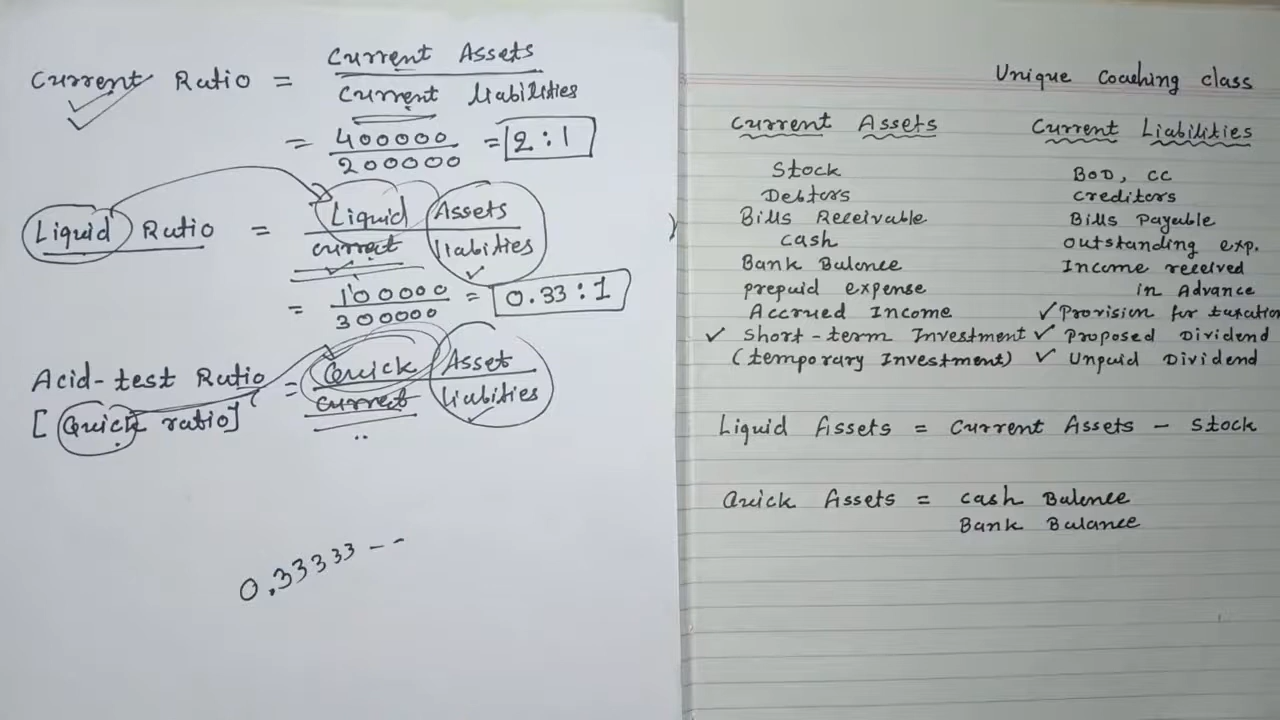 Current Ratio = Current Assets
Current liabilities
= 400000
200000
= 2 : 1
Liquid Ratio = Liquid Assets
current liabilities
= 100000
300000
= 0.33 : 1
Acid-test Ratio = Quick Asset
[Quick ratio] current liabilities
0.33333 - -
Unique Coaching class
Current Assets Current Liabilities
Stock BOD, CC
Debtors creditors
Bills Receivable Bills Payable
cash outstanding exp.
Bank Balance Income received
prepaid expense in Advance
Accrued Income ✓ Provision for taxation
✓ Short-term Investment ✓ Proposed Dividend
(temporary Investment) ✓ Unpaid Dividend
Liquid Assets = Current Assets - Stock
Quick Assets = Cash Balance
Bank Balance